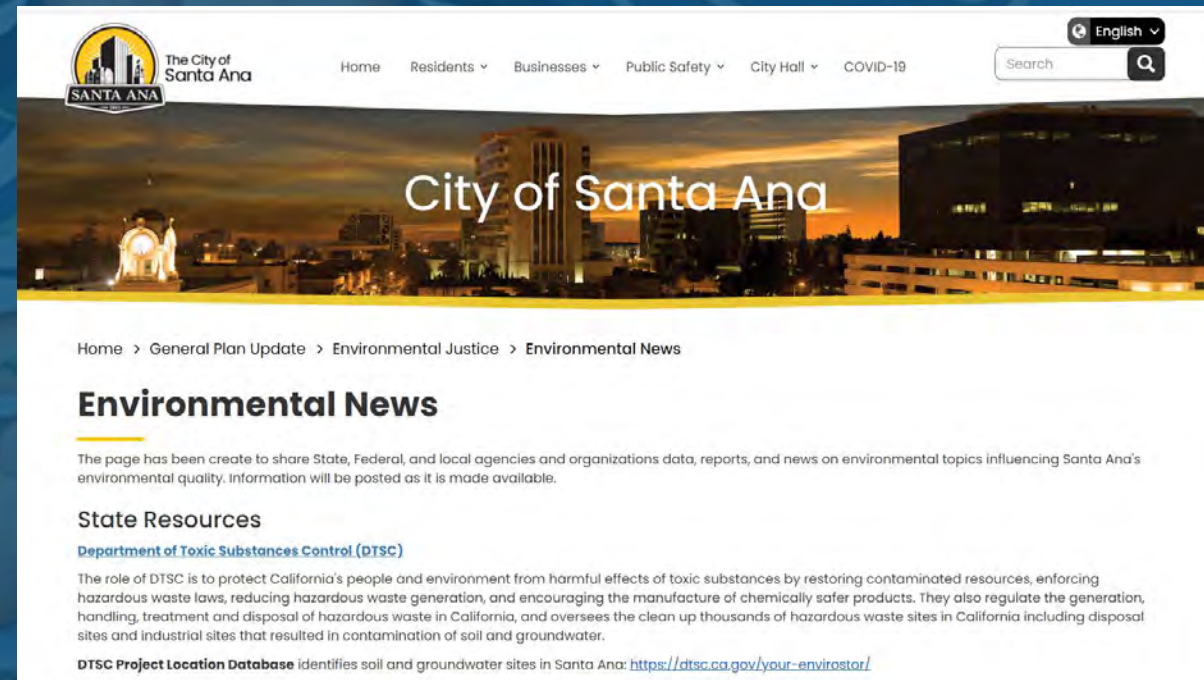 English
The City of
Santa Ana
SANTA ANA
Home Residents Businesses Public Safety City Hall COVID-19
Search
City of Santa Ana
Home > General Plan Update > Environmental Justice > Environmental News
Environmental News
The page has been create to share State, Federal, and local agencies and organizations data, reports, and news on environmental topics influencing Santa Ana's
environmental quality. Information will be posted as it is made available.
State Resources
Department of Toxic Substances Control (DTSC)
The role of DTSC is to protect California's people and environment from harmful effects of toxic substances by restoring contaminated resources, enforcing
hazardous waste laws, reducing hazardous waste generation, and encouraging the manufacture of chemically safer products. They also regulate the generation,
handling, treatment and disposal of hazardous waste in California, and oversees the clean up thousands of hazardous waste sites in California including disposal
sites and industrial sites that resulted in contamination of soil and groundwater.
DTSC Project Location Database identifies soil and groundwater sites in Santa Ana: https://dtsc.ca.gov/your-envirostor/